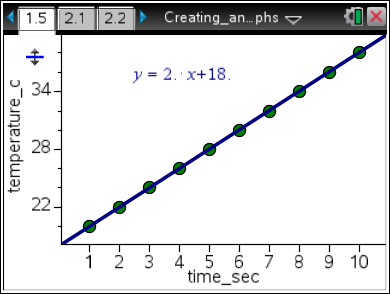 1.5 2.1 2.2 Creating_an…phs
y = 2.·x+18.
temperature_c
34
28
22
1 2 3 4 5 6 7 8 9 10
time_sec